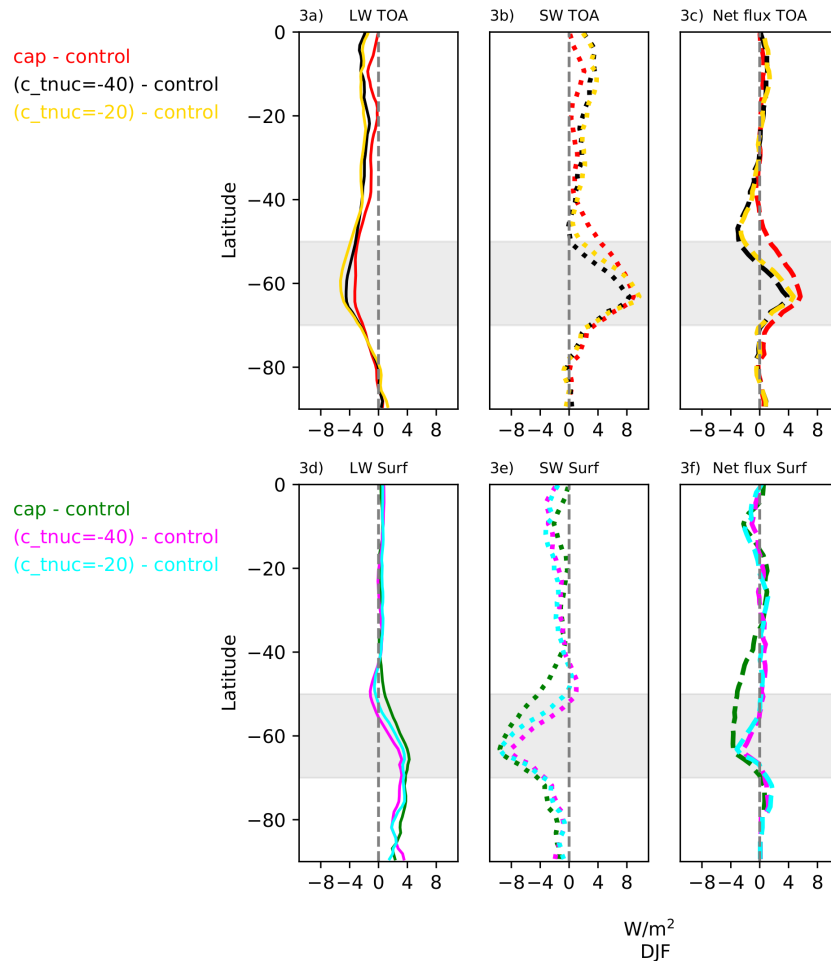 3a) LW TOA
3b) SW TOA
3c) Net flux TOA
cap - control
(c_tnuc=-40) - control
(c_tnuc=-20) - control
Latitude
0
−20
−40
−60
−80
−8 −4 0 4 8
−8 −4 0 4 8
−8 −4 0 4 8
3d) LW Surf
3e) SW Surf
3f) Net flux Surf
cap - control
(c_tnuc=-40) - control
(c_tnuc=-20) - control
Latitude
0
−20
−40
−60
−80
−8 −4 0 4 8
−8 −4 0 4 8
−8 −4 0 4 8
W/m²
DJF